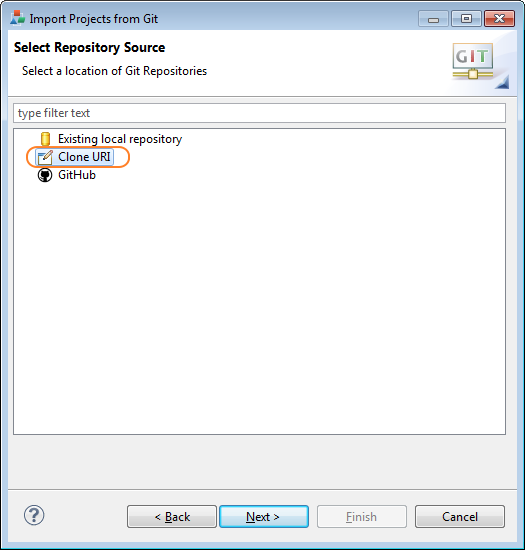 Import Projects from Git
Select Repository Source
Select a location of Git Repositories
GIT
type filter text
Existing local repository
Clone URI
GitHub
?
< Back
Next >
Finish
Cancel